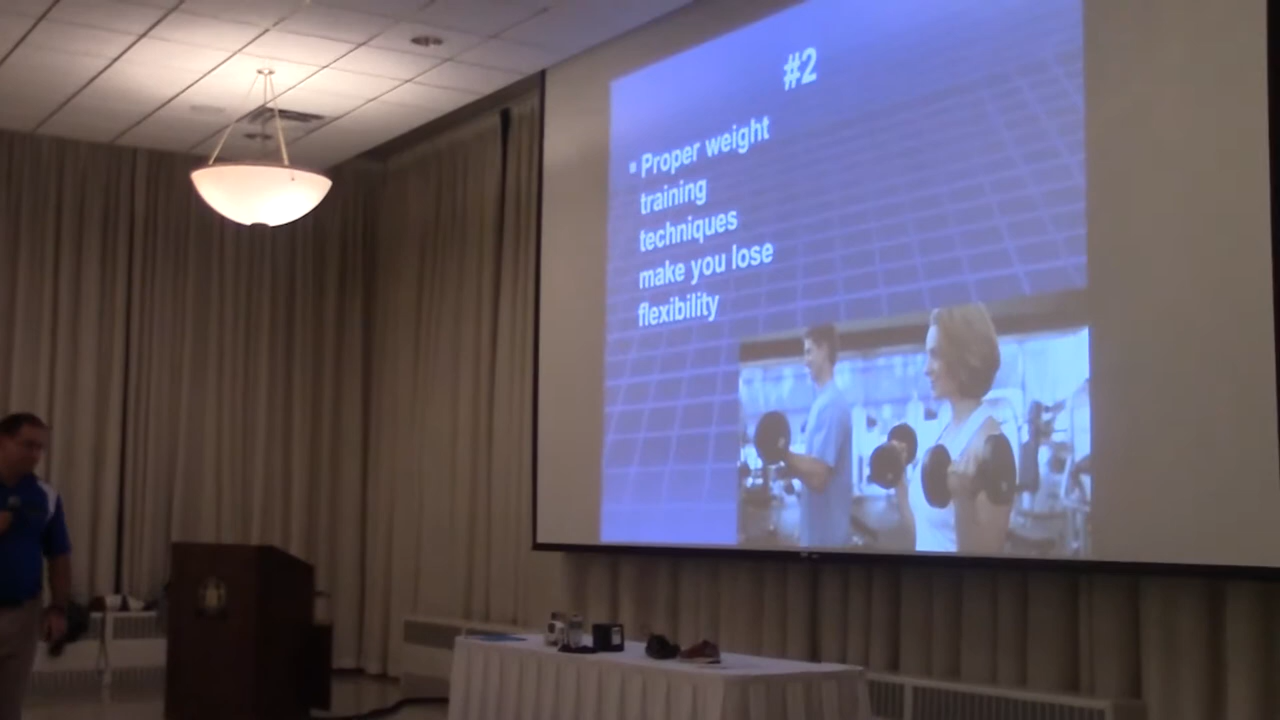 #2
▪ Proper weight
training
techniques
make you lose
flexibility